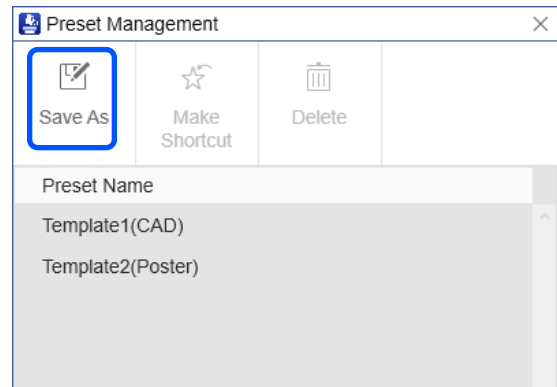 Preset Management
Save As
Make
Shortcut
Delete
Preset Name
Template1(CAD)
Template2(Poster)